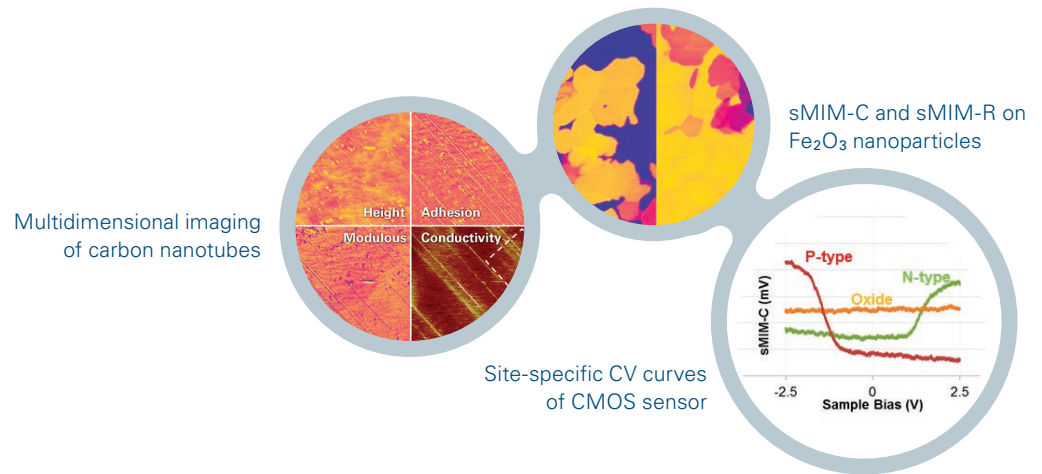 Multidimensional imaging
of carbon nanotubes
Height
Adhesion
Modulous
Conductivity
sMIM-C and sMIM-R on
Fe₂O₃ nanoparticles
Site-specific CV curves
of CMOS sensor
sMIM-C (mV)
P-type
N-type
Oxide
-2.5
0
2.5
Sample Bias (V)